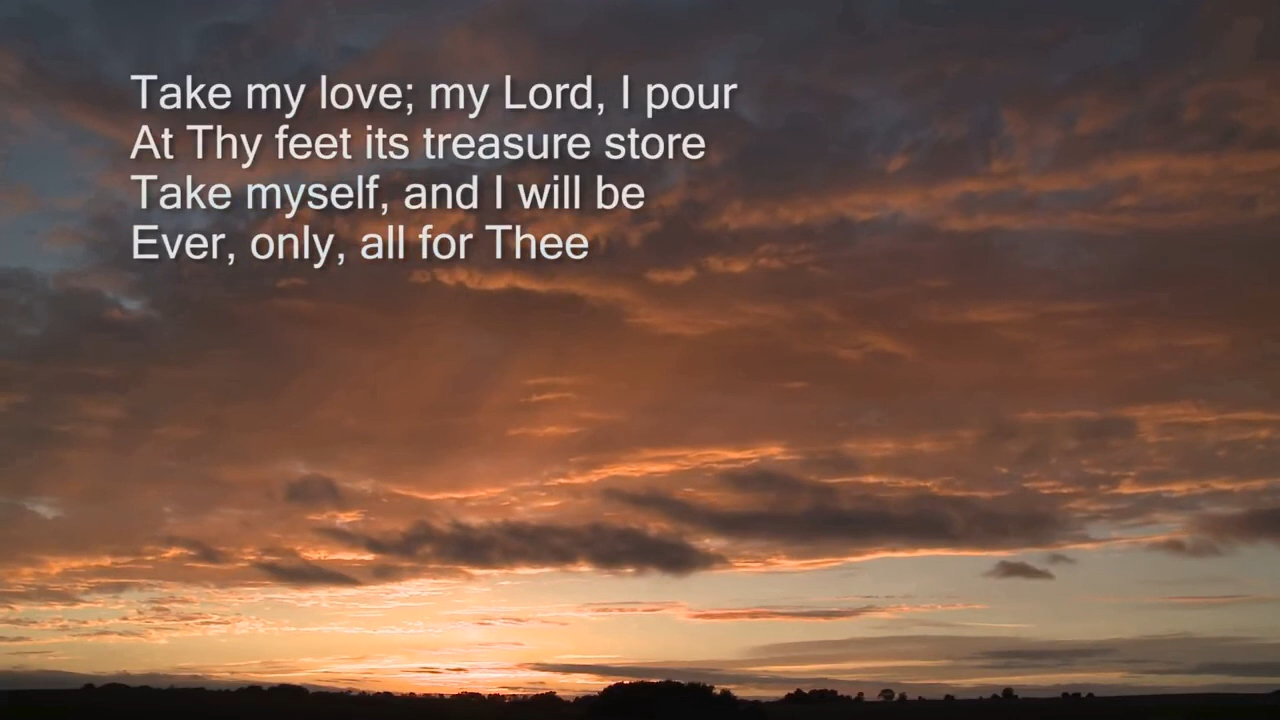 Take my love; my Lord, I pour
At Thy feet its treasure store
Take myself, and I will be
Ever, only, all for Thee